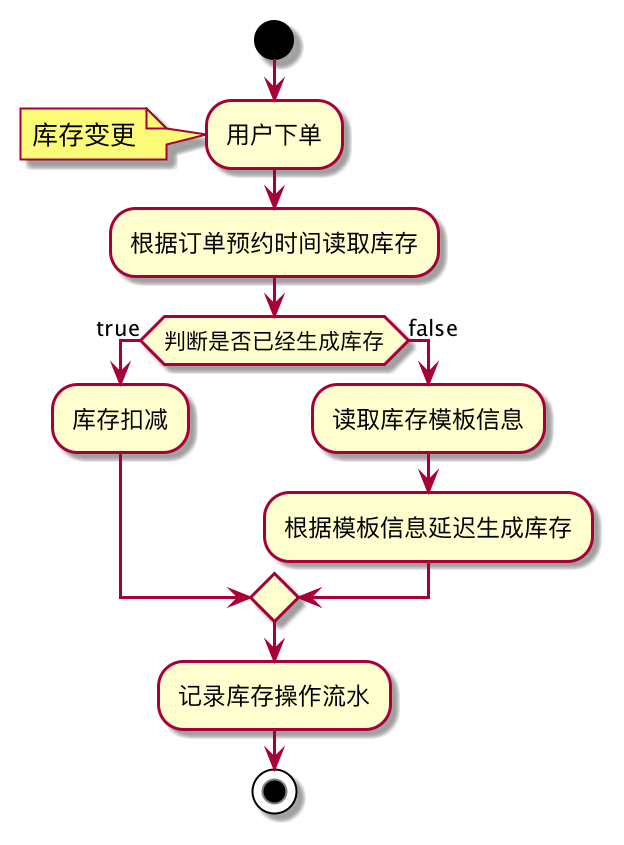 用户下单
库存变更
根据订单预约时间读取库存
true
判断是否已经生成库存
false
库存扣减
读取库存模板信息
根据模板信息延迟生成库存
记录库存操作流水